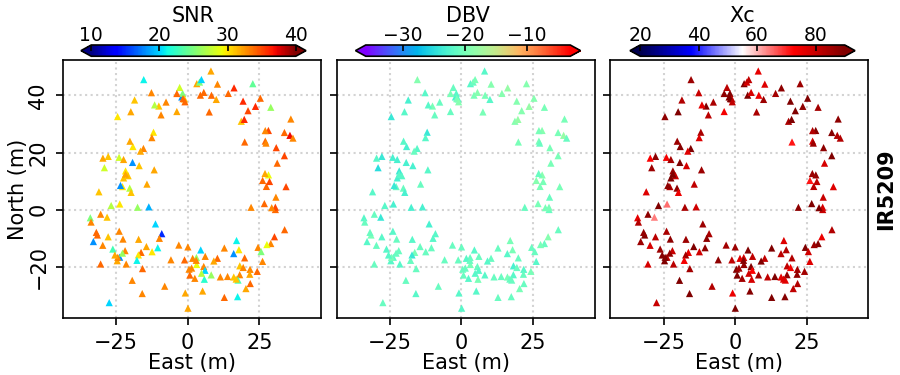 SNR DBV Xc
10 20 30 40 −30 −20 −10 20 40 60 80
North (m)
40
20
0
−20
IR5209
−25 0 25 −25 0 25 −25 0 25
East (m) East (m) East (m)